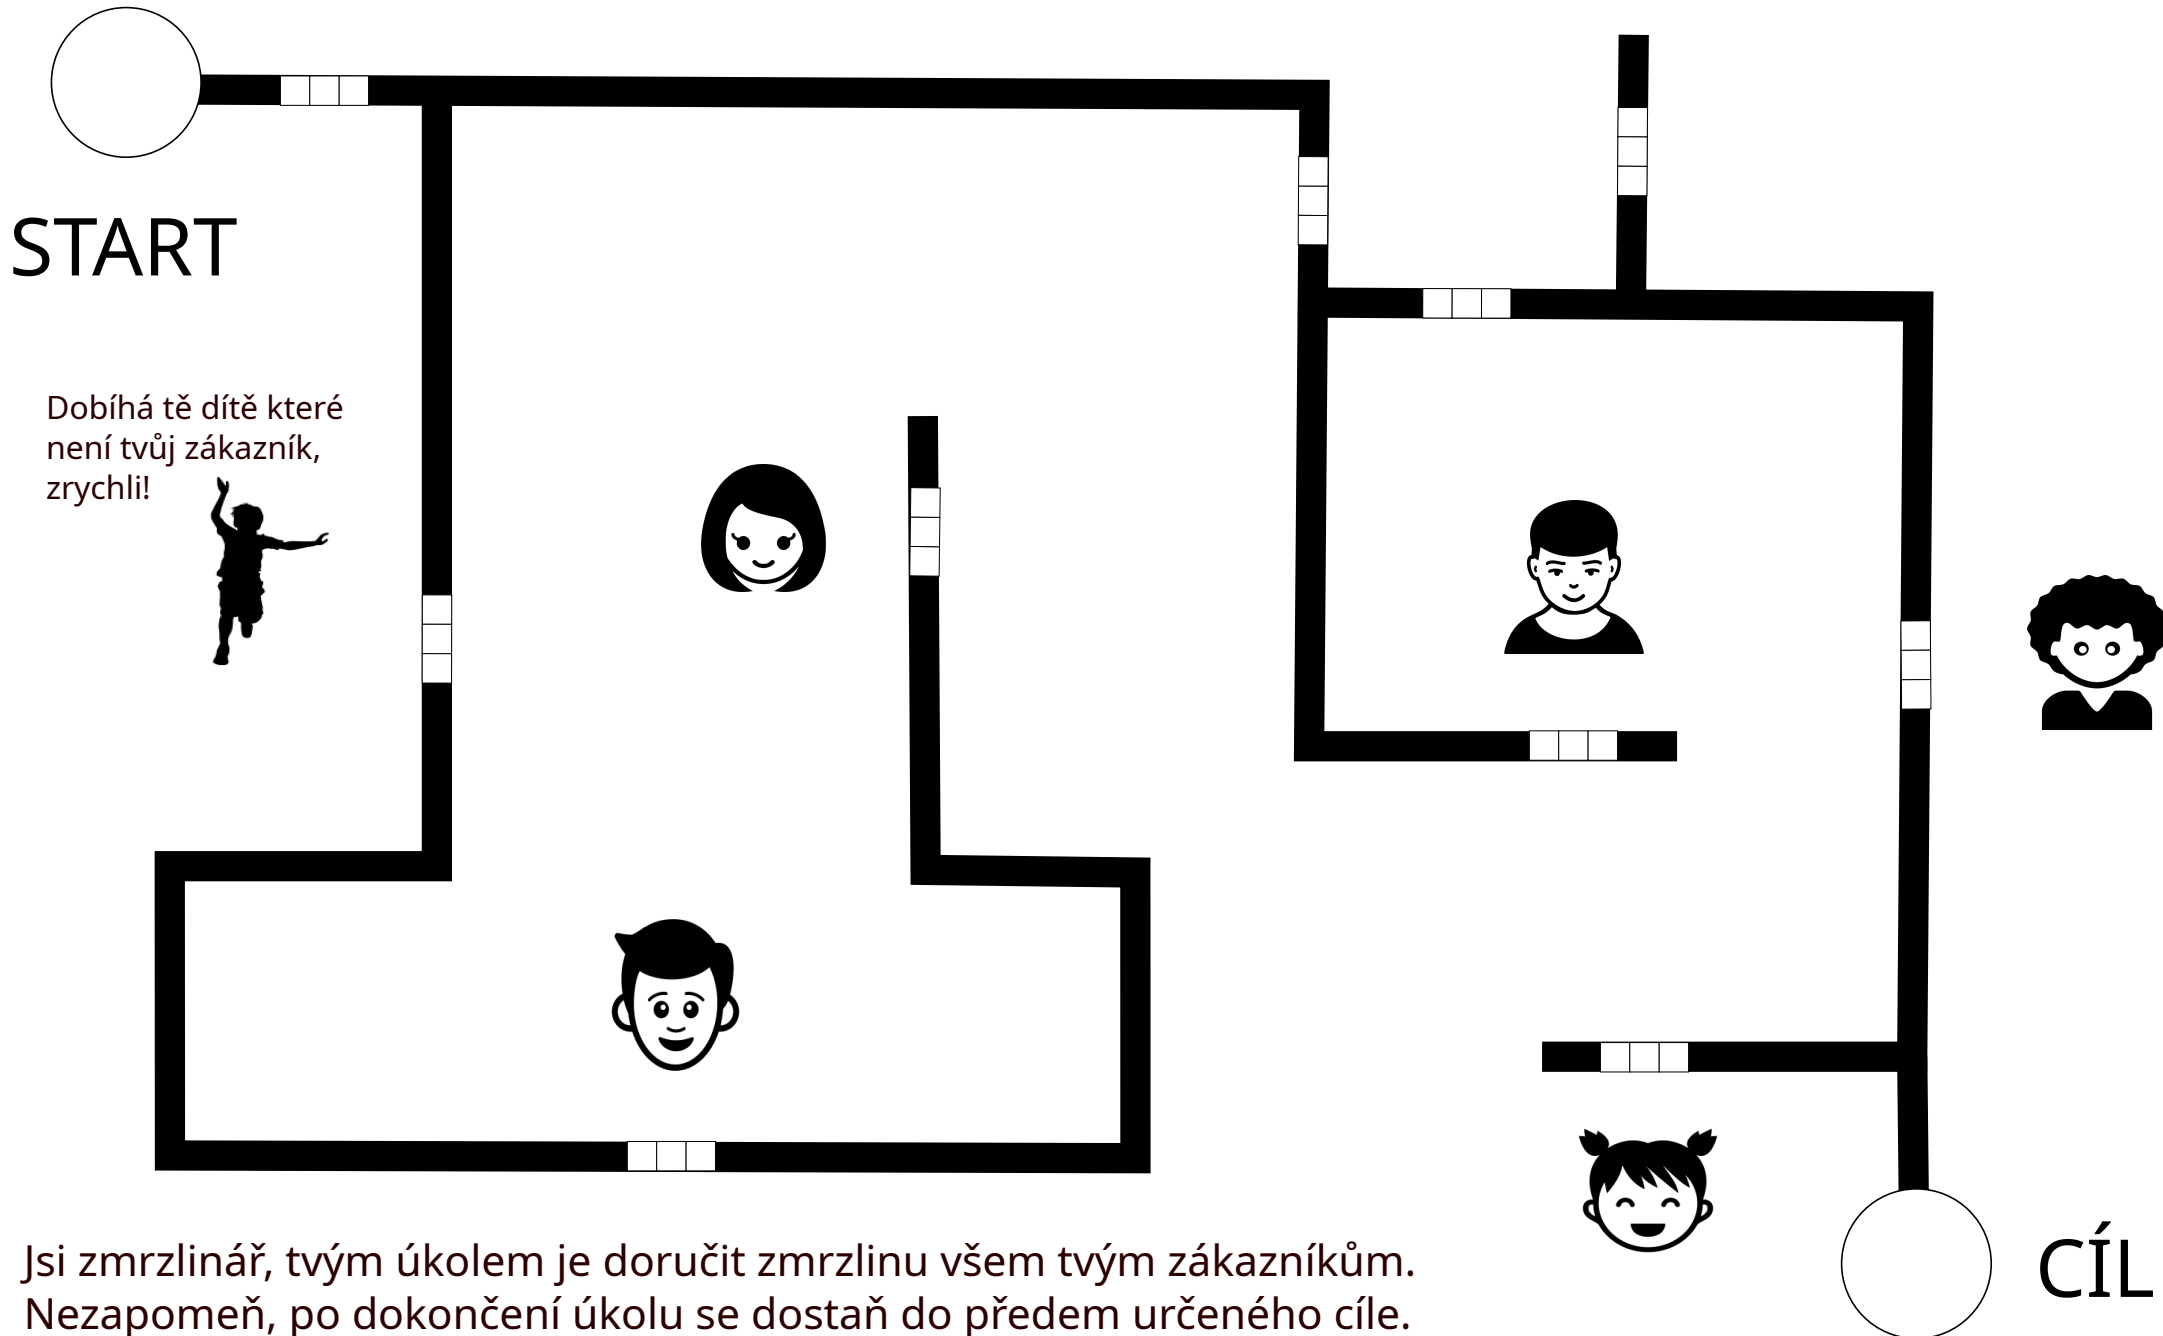 START
Dobíhá tě dítě které
není tvůj zákazník,
zrychli!
Jsi zmrzlinář, tvým úkolem je doručit zmrzlinu všem tvým zákazníkům.
Nezapomeň, po dokončení úkolu se dostaň do předem určeného cíle.
CÍL